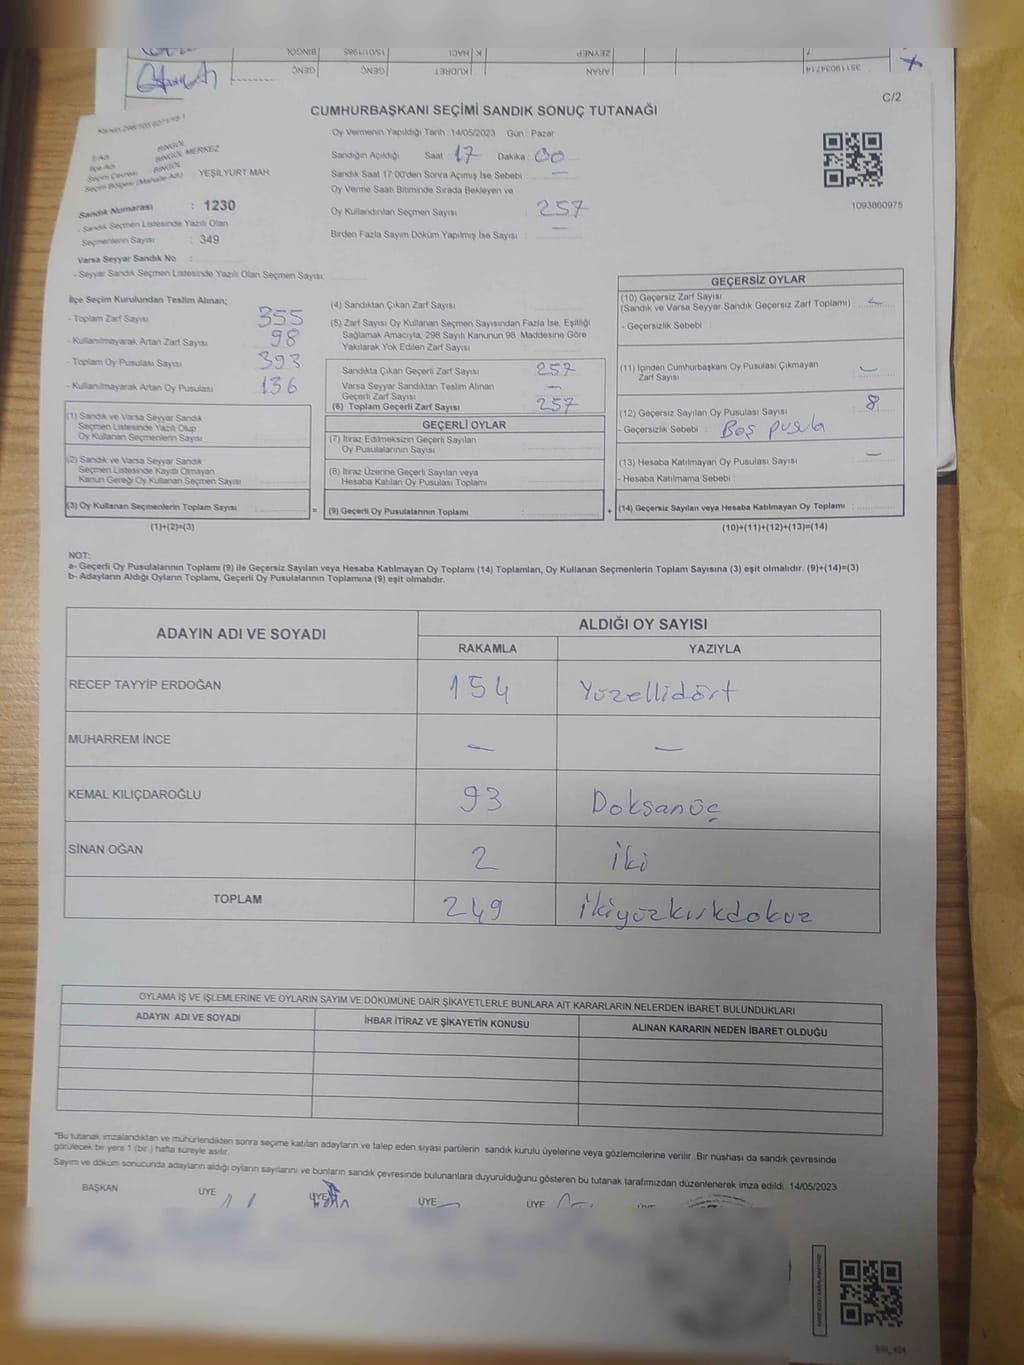 BİNGÖL
15/01/1985
K
HACI
ZEYNEP
7
GENÇ
GENÇ
KUDRET
ARAN
35119034714
C/2
CUMHURBAŞKANI SEÇİMİ SANDIK SONUÇ TUTANAĞI
İl Adı BİNGÖL
İlçe Adı BİNGÖL MERKEZ
Seçim Çevresi : BİNGÖL
Seçim Bölgesi (Mahalle Adı) YEŞİLYURT MAH.
Sandık Numarası : 1230
- Sandık Seçmen Listesinde Yazılı Olan
Seçmenlerin Sayısı : 349
Varsa Seyyar Sandık No :
- Seyyar Sandık Seçmen Listesinde Yazılı Olan Seçmen Sayısı:
Oy Vermenin Yapıldığı Tarih : 14/05/2023 Gün : Pazar
Sandığın Açıldığı Saat : 17 Dakika : 00
Sandık Saat 17:00'den Sonra Açımış İse Sebebi : —
Oy Verme Saati Bitiminde Sırada Bekleyen ve
Oy Kullandırılan Seçmen Sayısı : 257
Birden Fazla Sayım Döküm Yapılmış İse Sayısı : —
1093860975
İlçe Seçim Kurulundan Teslim Alınan;
- Toplam Zarf Sayısı : 355
- Kullanılmayarak Artan Zarf Sayısı : 98
- Toplam Oy Pusulası Sayısı : 393
- Kullanılmayarak Artan Oy Pusulası : 136
(1) Sandık ve Varsa Seyyar Sandık
Seçmen Listesinde Yazılı Olup
Oy Kullanan Seçmenlerin Sayısı :
(2) Sandık ve Varsa Seyyar Sandık
Seçmen Listesinde Kayıtlı Olmayan
Kanun Gereği Oy Kullanan Seçmen Sayısı :
(3) Oy Kullanan Seçmenlerin Toplam Sayısı :
(1)+(2)=(3)
(4) Sandıktan Çıkan Zarf Sayısı :
(5) Zarf Sayısı Oy Kullanan Seçmen Sayısından Fazla İse, Eşitliği
Sağlamak Amacıyla, 298 Sayılı Kanunun 98. Maddesine Göre
Yakılarak Yok Edilen Zarf Sayısı :
Sandıkta Çıkan Geçerli Zarf Sayısı : 257
Varsa Seyyar Sandıktan Teslim Alınan
Geçerli Zarf Sayısı : —
(6) Toplam Geçerli Zarf Sayısı : 257
GEÇERLİ OYLAR
(7) İtiraz Edilmeksizin Geçerli Sayılan
Oy Pusulalarının Sayısı :
(8) İtiraz Üzerine Geçerli Sayılan veya
Hesaba Katılan Oy Pusulası Toplamı :
= (9) Geçerli Oy Pusulalarının Toplamı :
GEÇERSİZ OYLAR
(10) Geçersiz Zarf Sayısı
(Sandık ve Varsa Seyyar Sandık Geçersiz Zarf Toplamı) : —
- Geçersizlik Sebebi :
(11) İçinden Cumhurbaşkanı Oy Pusulası Çıkmayan
Zarf Sayısı : —
(12) Geçersiz Sayılan Oy Pusulası Sayısı : 8
- Geçersizlik Sebebi : Boş pusula
(13) Hesaba Katılmayan Oy Pusulası Sayısı : —
- Hesaba Katılmama Sebebi :
+ (14) Geçersiz Sayılan veya Hesaba Katılmayan Oy Toplamı :
(10)+(11)+(12)+(13)=(14)
NOT:
a- Geçerli Oy Pusulalarının Toplamı (9) ile Geçersiz Sayılan veya Hesaba Katılmayan Oy Toplamı (14) Toplamları, Oy Kullanan Seçmenlerin Toplam Sayısına (3) eşit olmalıdır. (9)+(14)=(3)
b- Adayların Aldığı Oyların Toplamı, Geçerli Oy Pusulalarının Toplamına (9) eşit olmalıdır.
ADAYIN ADI VE SOYADI
ALDIĞI OY SAYISI
RAKAMLA YAZIYLA
RECEP TAYYİP ERDOĞAN 154 Yüzellidört
MUHARREM İNCE — —
KEMAL KILIÇDAROĞLU 93 Doksanüç
SİNAN OĞAN 2 iki
TOPLAM 249 ikiyüzkırkdokuz
OYLAMA İŞ VE İŞLEMLERİNE VE OYLARIN SAYIM VE DÖKÜMÜNE DAİR ŞİKAYETLERLE BUNLARA AİT KARARLARIN NELERDEN İBARET BULUNDUKLARI
ADAYIN ADI VE SOYADI İHBAR İTİRAZ VE ŞİKAYETİN KONUSU ALINAN KARARIN NEDEN İBARET OLDUĞU
*Bu tutanak imzalandıktan ve mühürlendikten sonra seçime katılan adayların ve talep eden siyasi partilerin sandık kurulu üyelerine veya gözlemcilerine verilir. Bir nüshası da sandık çevresinde
görülecek bir yere 1 (bir ) hafta süreyle asılır.
Sayım ve döküm sonucunda adayların aldığı oyların sayılarını ve bunların sandık çevresinde bulunanlara duyurulduğunu gösteren bu tutanak tarafımızdan düzenlenerek imza edildi. 14/05/2023
BAŞKAN ÜYE ÜYE ÜYE ÜYE ÜYE